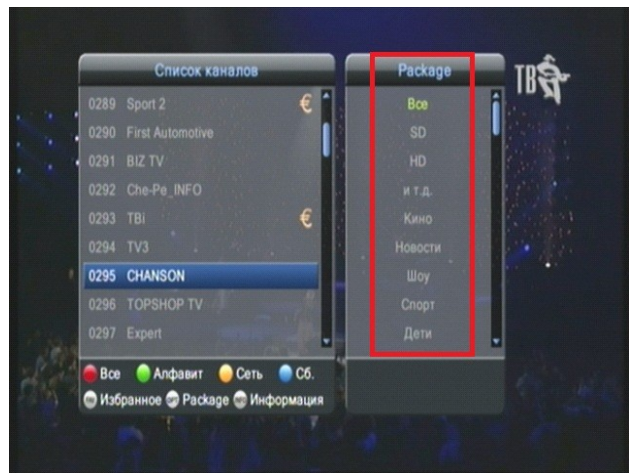 Список каналов
0289 Sport 2 €
0290 First Automotive
0291 BIZ TV
0292 Che-Pe_INFO
0293 TBi €
0294 TV3
0295 CHANSON
0296 TOPSHOP TV
0297 Expert
Все Алфавит Сеть Сб.
Избранное Package Информация
Package
Все
SD
HD
и т.д.
Кино
Новости
Шоу
Спорт
Дети
ТВ